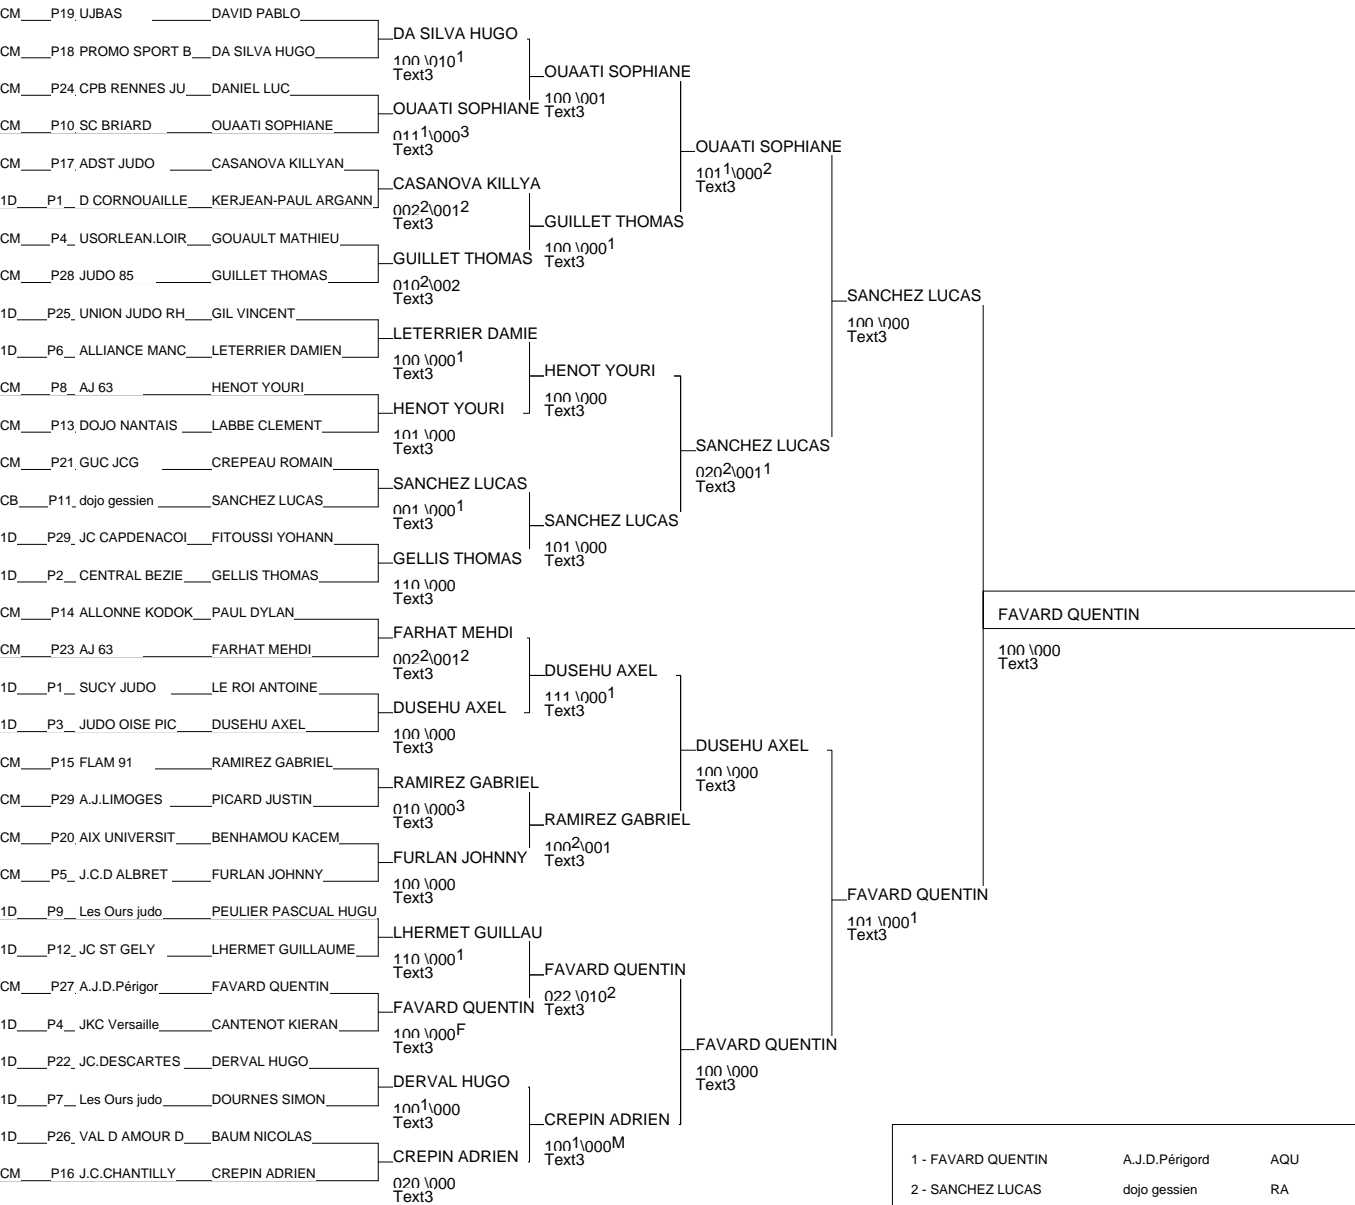 CM P19 UJBAS DAVID PABLO
DA SILVA HUGO
CM P18 PROMO SPORT B DA SILVA HUGO
100 \010 1
Text3
OUAATI SOPHIANE
CM P24 CPB RENNES JU DANIEL LUC
100 \001
Text3
OUAATI SOPHIANE
CM P10 SC BRIARD OUAATI SOPHIANE
011 1\000 3
Text3
OUAATI SOPHIANE
CM P17 ADST JUDO CASANOVA KILLYAN
101 1\000 2
Text3
CASANOVA KILLYA
1D P1 D CORNOUAILLE KERJEAN-PAUL ARGANN
002 2\001 2
Text3
GUILLET THOMAS
CM P4 USORLEAN.LOIR GOUAULT MATHIEU
100 \000 1
Text3
GUILLET THOMAS
CM P28 JUDO 85 GUILLET THOMAS
010 2\002
Text3
SANCHEZ LUCAS
1D P25 UNION JUDO RH GIL VINCENT
100 \000
Text3
LETERRIER DAMIE
1D P6 ALLIANCE MANC LETERRIER DAMIEN
100 \000 1
Text3
HENOT YOURI
CM P8 AJ 63 HENOT YOURI
100 \000
Text3
HENOT YOURI
CM P13 DOJO NANTAIS LABBE CLEMENT
101 \000
Text3
SANCHEZ LUCAS
CM P21 GUC JCG CREPEAU ROMAIN
020 2\001 1
Text3
SANCHEZ LUCAS
CB P11 dojo gessien SANCHEZ LUCAS
001 \000 1
Text3
SANCHEZ LUCAS
1D P29 JC CAPDENACOI FITOUSSI YOHANN
101 \000
Text3
GELLIS THOMAS
1D P2 CENTRAL BEZIE GELLIS THOMAS
110 \000
Text3
CM P14 ALLONNE KODOK PAUL DYLAN
FAVARD QUENTIN
100 \000
Text3
FARHAT MEHDI
CM P23 AJ 63 FARHAT MEHDI
002 2\001 2
Text3
DUSEHU AXEL
1D P1 SUCY JUDO LE ROI ANTOINE
111 \000 1
Text3
DUSEHU AXEL
1D P3 JUDO OISE PIC DUSEHU AXEL
100 \000
Text3
DUSEHU AXEL
CM P15 FLAM 91 RAMIREZ GABRIEL
100 \000
Text3
RAMIREZ GABRIEL
CM P29 A.J.LIMOGES PICARD JUSTIN
010 \000 3
Text3
RAMIREZ GABRIEL
CM P20 AIX UNIVERSIT BENHAMOU KACEM
100 2\001
Text3
FURLAN JOHNNY
CM P5 J.C.D ALBRET FURLAN JOHNNY
100 \000
Text3
FAVARD QUENTIN
1D P9 Les Ours judo PEULIER PASCUAL HUGU
101 \000 1
Text3
LHERMET GUILLAU
1D P12 JC ST GELY LHERMET GUILLAUME
110 \000 1
Text3
FAVARD QUENTIN
CM P27 A.J.D.Périgor FAVARD QUENTIN
022 \010 2
Text3
FAVARD QUENTIN
1D P4 JKC Versaille CANTENOT KIERAN
100 \000 F
Text3
FAVARD QUENTIN
1D P22 JC.DESCARTES DERVAL HUGO
100 \000
Text3
DERVAL HUGO
1D P7 Les Ours judo DOURNES SIMON
100 1\000
Text3
CREPIN ADRIEN
1D P26 VAL D AMOUR D BAUM NICOLAS
100 1\000 M
Text3
CREPIN ADRIEN
CM P16 J.C.CHANTILLY CREPIN ADRIEN
020 \000
Text3
1 - FAVARD QUENTIN A.J.D.Périgord AQU
2 - SANCHEZ LUCAS dojo gessien RA